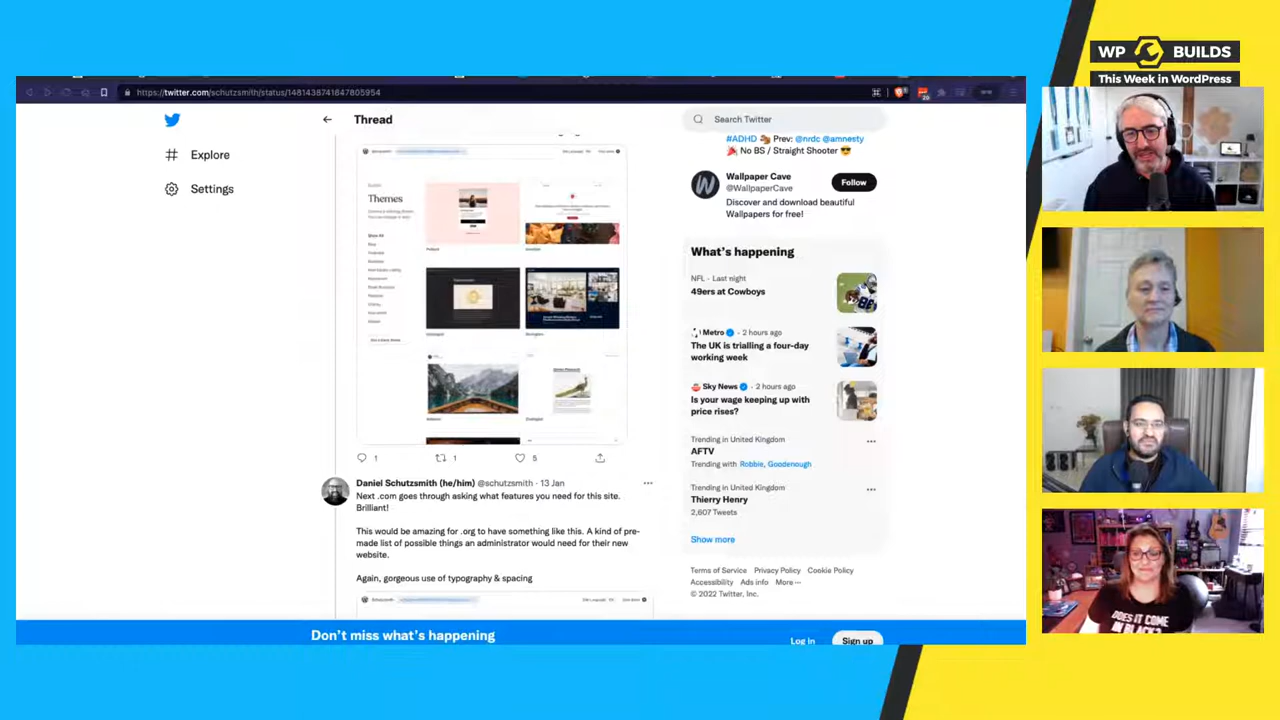 WP BUILDS
This Week in WordPress
https://twitter.com/schutzsmith/status/1481438741847805954
Explore
Settings
Thread
Themes
1
1
5
Daniel Schutzsmith (he/him) @schutzsmith · 13 Jan
Next .com goes through asking what features you need for this site.
Brilliant!
This would be amazing for .org to have something like this. A kind of pre-
made list of possible things an administrator would need for their new
website.
Again, gorgeous use of typography & spacing
Search Twitter
#ADHD Prev: @nrdc @amnesty
No BS / Straight Shooter
Wallpaper Cave
@WallpaperCave
Follow
Discover and download beautiful
Wallpapers for free!
What's happening
NFL · Last night
49ers at Cowboys
Metro · 2 hours ago
The UK is trialling a four-day
working week
Sky News · 2 hours ago
Is your wage keeping up with
price rises?
Trending in United Kingdom
AFTV
Trending with Robbie, Goodenough
Trending in United Kingdom
Thierry Henry
2,607 Tweets
Show more
Terms of Service Privacy Policy Cookie Policy
Accessibility Ads info More ···
© 2022 Twitter, Inc.
Don't miss what's happening
Log in
Sign up
DOES IT COME
IN BLACK?